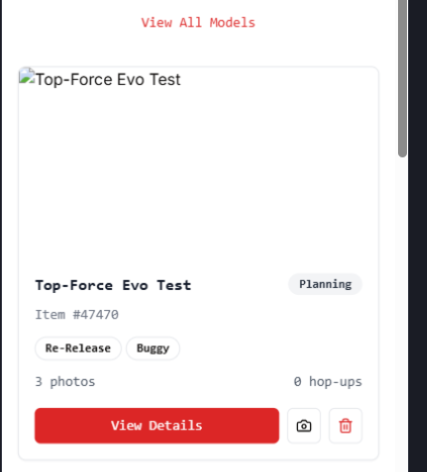 View All Models
Top-Force Evo Test
Top-Force Evo Test
Planning
Item #47470
Re-Release
Buggy
3 photos
0 hop-ups
View Details